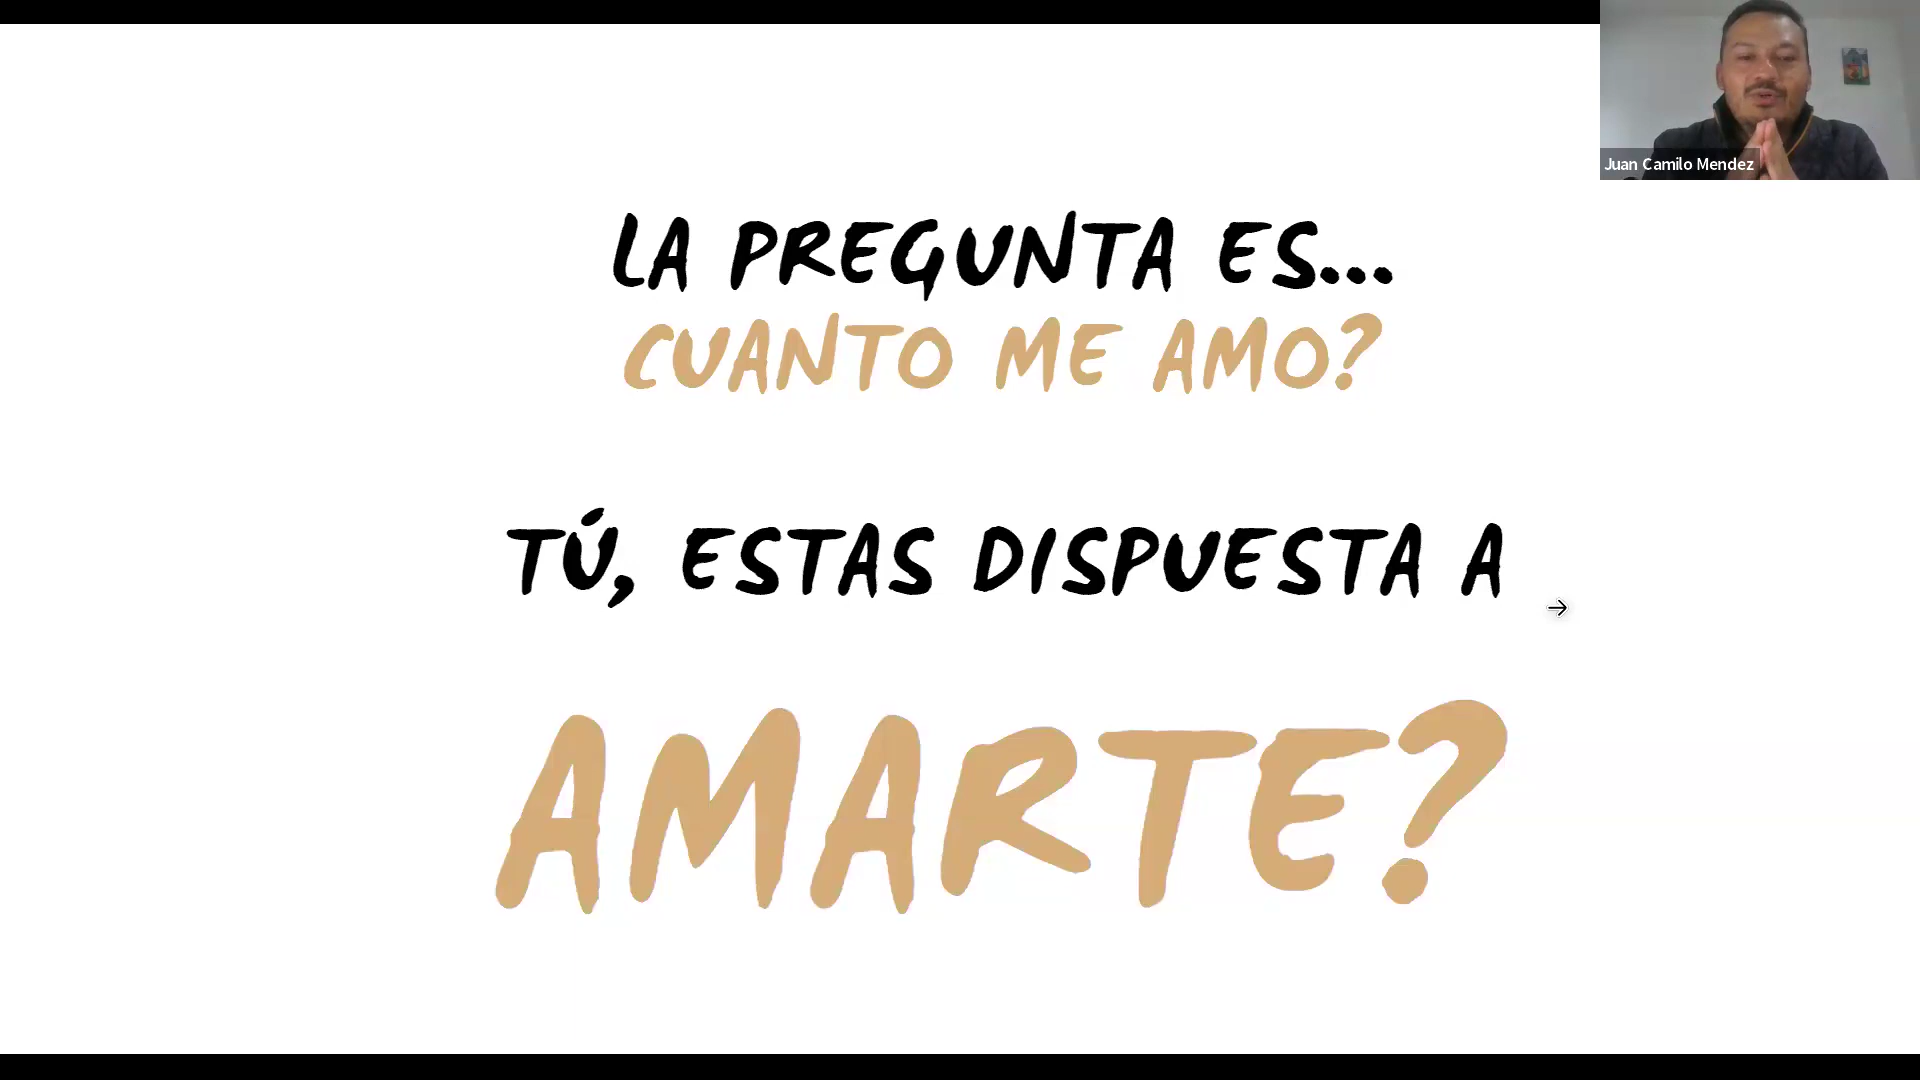 Juan Camilo Mendez
LA PREGUNTA ES...
CUANTO ME AMO?
TÚ, ESTAS DISPUESTA A
AMARTE?